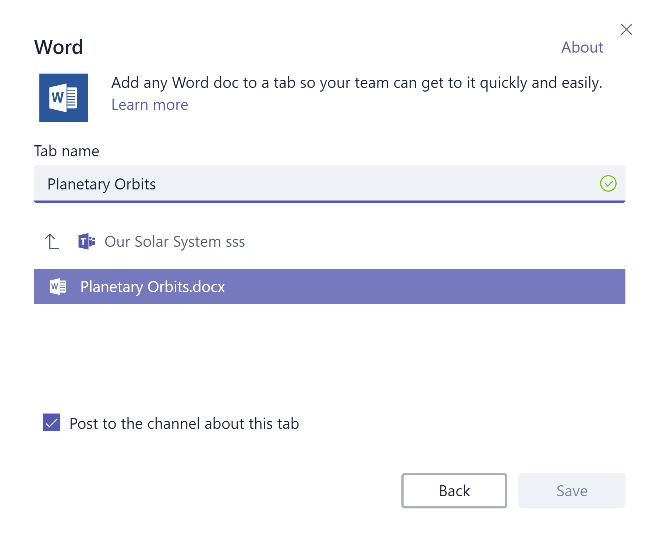 Word
About
W
Add any Word doc to a tab so your team can get to it quickly and easily.
Learn more
Tab name
Planetary Orbits
T Our Solar System sss
W Planetary Orbits.docx
Post to the channel about this tab
Back
Save